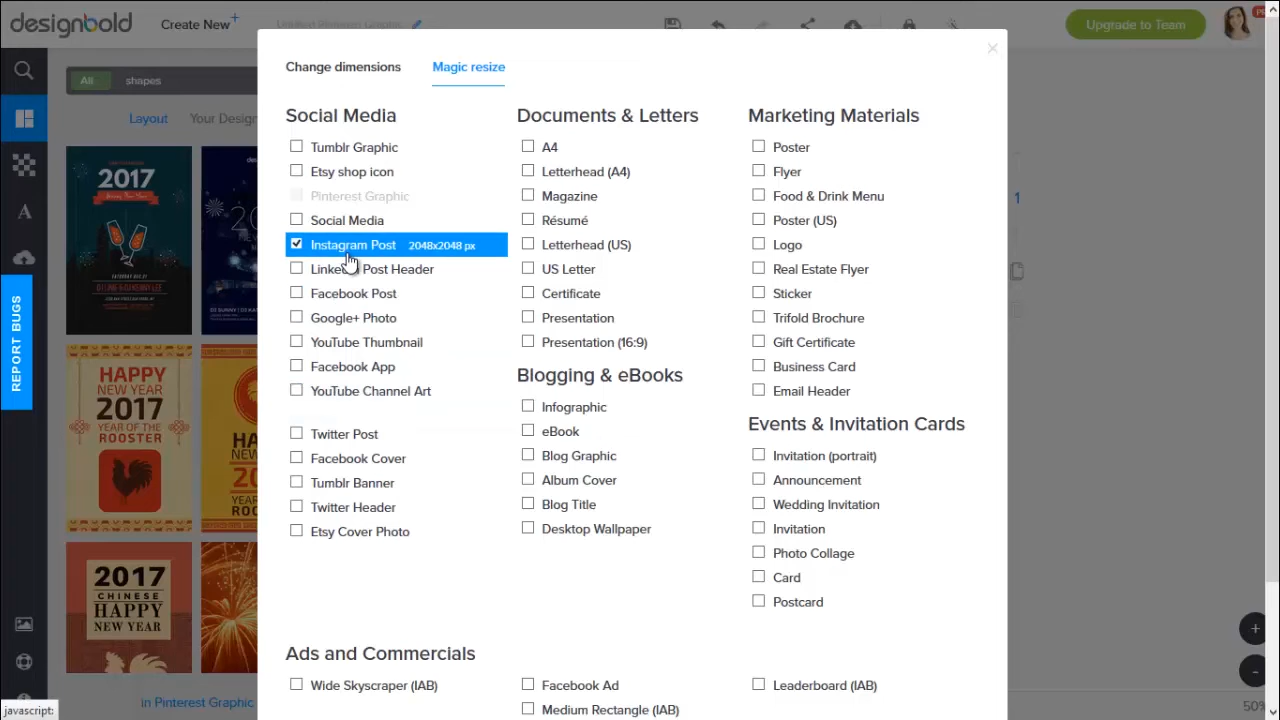 designbold
Create New+
Untitled Pinterest Graphic
Upgrade to Team
All
shapes
Layout
Your Design
REPORT BUGS
2017
HAPPY
NEW YEAR
2017
YEAR OF THE
ROOSTER
2017
CHINESE
HAPPY
NEW YEAR
in Pinterest Graphic
javascript:
Change dimensions
Magic resize
Social Media
Tumblr Graphic
Etsy shop icon
Pinterest Graphic
Social Media
Instagram Post 2048x2048 px
Post Header
Facebook Post
Google+ Photo
YouTube Thumbnail
Facebook App
YouTube Channel Art
Twitter Post
Facebook Cover
Tumblr Banner
Twitter Header
Etsy Cover Photo
Documents & Letters
A4
Letterhead (A4)
Magazine
Résumé
Letterhead (US)
US Letter
Certificate
Presentation
Presentation (16:9)
Blogging & eBooks
Infographic
eBook
Blog Graphic
Album Cover
Blog Title
Desktop Wallpaper
Marketing Materials
Poster
Flyer
Food & Drink Menu
Poster (US)
Logo
Real Estate Flyer
Sticker
Trifold Brochure
Gift Certificate
Business Card
Email Header
Events & Invitation Cards
Invitation (portrait)
Announcement
Wedding Invitation
Invitation
Photo Collage
Card
Postcard
Ads and Commercials
Wide Skyscraper (IAB)
Facebook Ad
Medium Rectangle (IAB)
Leaderboard (IAB)
1
+
-
50%